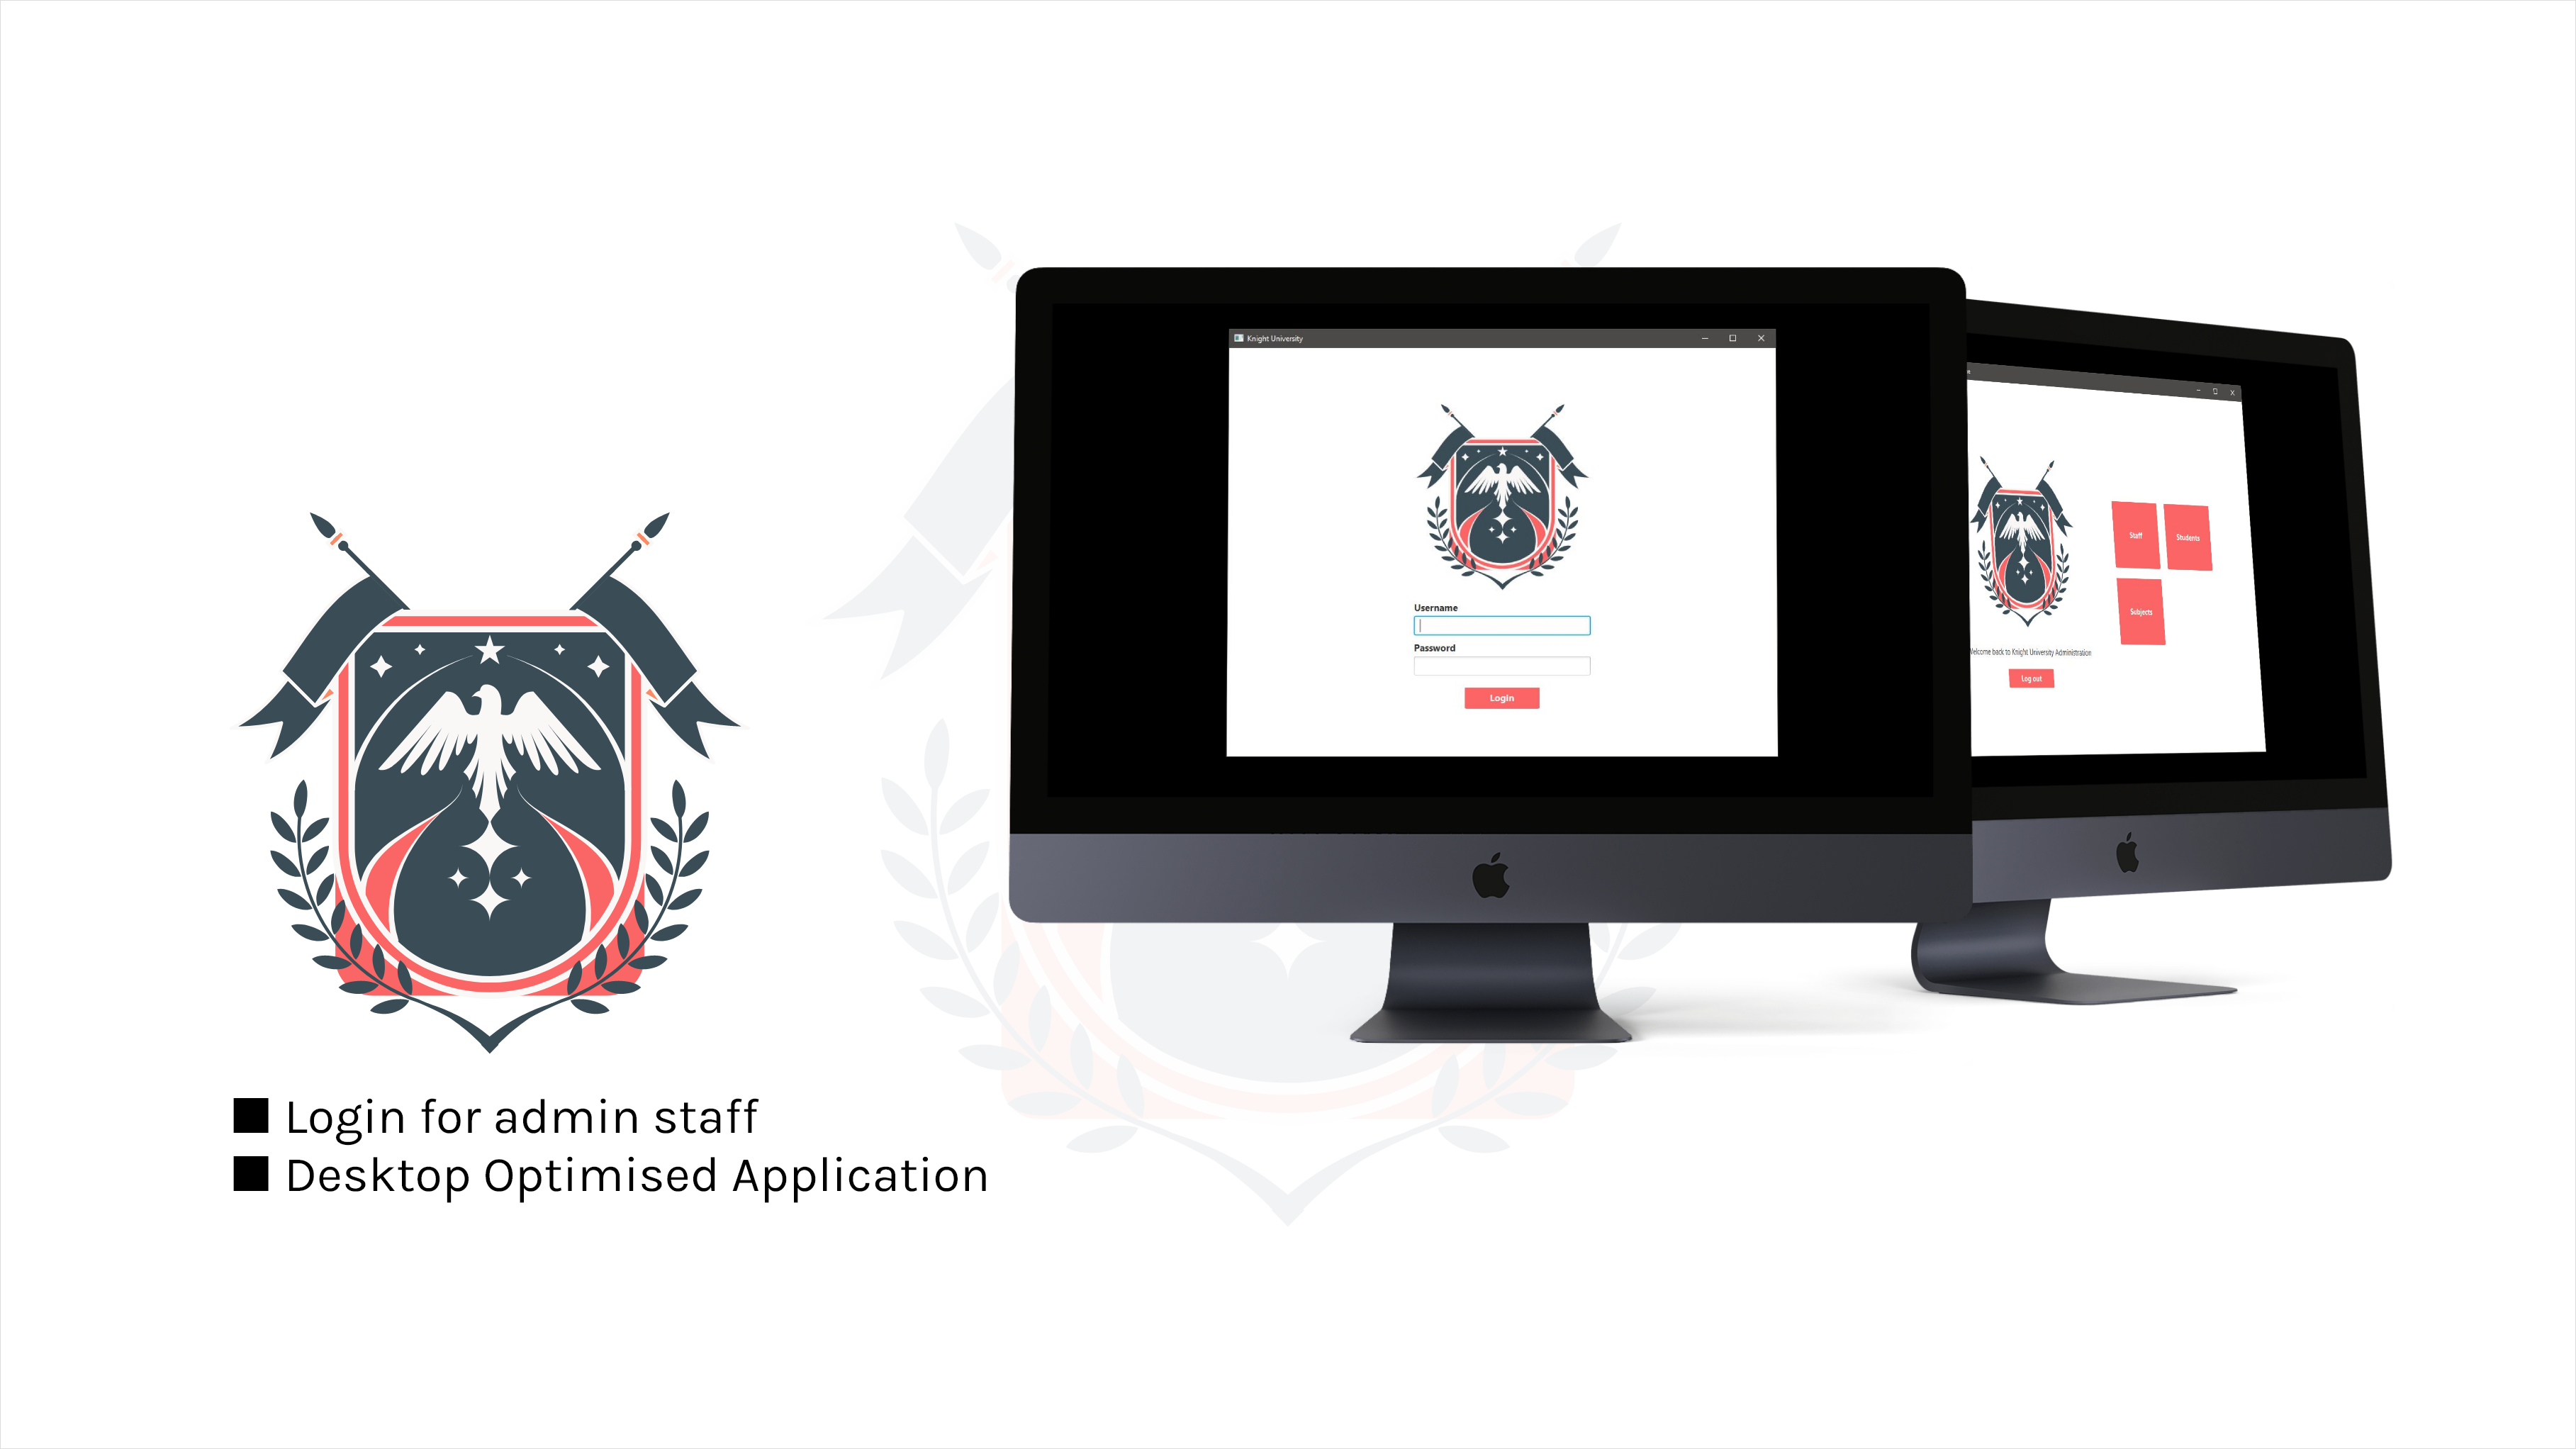 Knight University
Username
Password
Login
Staff
Students
Subjects
Welcome back to Knight University Administration
Log out
Login for admin staff
Desktop Optimised Application